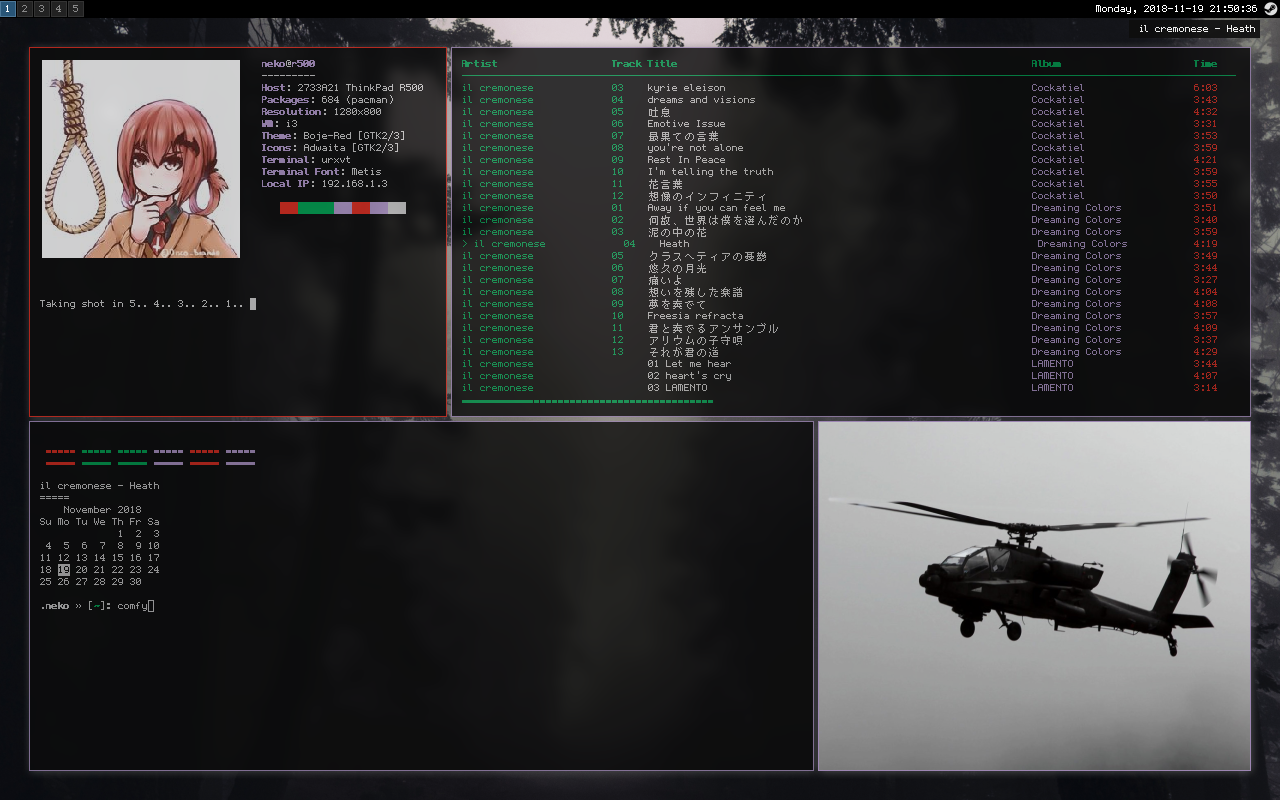 1 2 3 4 5
Monday, 2018-11-19 21:50:36
il cremonese - Heath
neko@r500
---------
Host: 2733A21 ThinkPad R500
Packages: 684 (pacman)
Resolution: 1280x800
WM: i3
Theme: Boje-Red [GTK2/3]
Icons: Adwaita [GTK2/3]
Terminal: urxvt
Terminal Font: Metis
Local IP: 192.168.1.3
Taking shot in 5.. 4.. 3.. 2.. 1..
Artist Track Title Album Time
il cremonese 03 kyrie eleison Cockatiel 6:03
il cremonese 04 dreams and visions Cockatiel 3:43
il cremonese 05 吐息 Cockatiel 4:32
il cremonese 06 Emotive Issue Cockatiel 3:31
il cremonese 07 最果ての言葉 Cockatiel 3:53
il cremonese 08 you're not alone Cockatiel 3:59
il cremonese 09 Rest In Peace Cockatiel 4:21
il cremonese 10 I'm telling the truth Cockatiel 3:59
il cremonese 11 花言葉 Cockatiel 3:55
il cremonese 12 想像のインフィニティ Cockatiel 3:50
il cremonese 01 Away if you can feel me Dreaming Colors 3:51
il cremonese 02 何故、世界は僕を選んだのか Dreaming Colors 3:40
il cremonese 03 泥の中の花 Dreaming Colors 3:59
> il cremonese 04 Heath Dreaming Colors 4:19
il cremonese 05 クラスヘティアの憂鬱 Dreaming Colors 3:49
il cremonese 06 悠久の月光 Dreaming Colors 3:44
il cremonese 07 痛いよ Dreaming Colors 3:27
il cremonese 08 想いを残した楽譜 Dreaming Colors 4:04
il cremonese 09 夢を奏でて Dreaming Colors 4:08
il cremonese 10 Freesia refracta Dreaming Colors 3:57
il cremonese 11 君と奏でるアンサンブル Dreaming Colors 4:09
il cremonese 12 アリウムの子守唄 Dreaming Colors 3:37
il cremonese 13 それが君の道 Dreaming Colors 4:29
il cremonese 01 Let me hear LAMENTO 3:44
il cremonese 02 heart's cry LAMENTO 4:07
il cremonese 03 LAMENTO LAMENTO 3:14
il cremonese - Heath
=====
November 2018
Su Mo Tu We Th Fr Sa
1 2 3
4 5 6 7 8 9 10
11 12 13 14 15 16 17
18 19 20 21 22 23 24
25 26 27 28 29 30
.neko » [~]: comfy